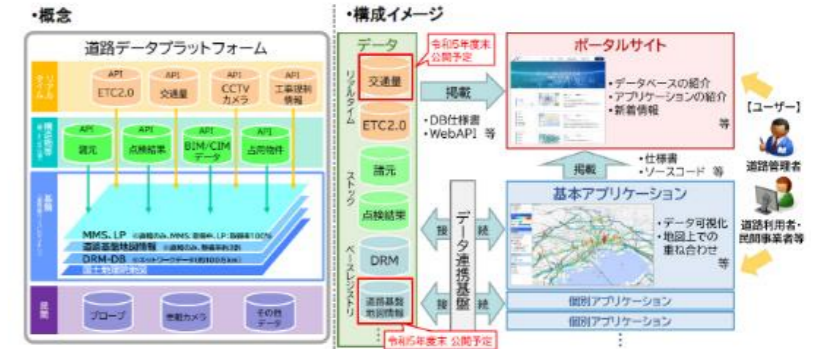 ・概念
道路データプラットフォーム
リアルタイム
API
ETC2.0
API
交通量
API
CCTV
カメラ
API
工事規制
情報
API
諸元
API
点検結果
API
BIM/CIM
データ
API
占用物件
基盤
MMS、LP
道路基盤地図情報
DRM-DB
国土地理院地図
民間
プローブ
車載カメラ
その他
データ
・構成イメージ
データ
令和5年度末
公開予定
リアルタイム
交通量
ETC2.0
ストック
諸元
点検結果
ベースレジストリ
DRM
道路基盤
地図情報
令和5年度末 公開予定
掲載
・DB仕様書
・WebAPI 等
接 続
接 続
データ連携基盤
ポータルサイト
・データベースの紹介
・アプリケーションの紹介
・新着情報
等
掲載
・仕様書
・ソースコード 等
基本アプリケーション
・データ可視化
・地図上での
重ね合わせ
等
個別アプリケーション
個別アプリケーション
【ユーザー】
道路管理者
道路利用者・
民間事業者等